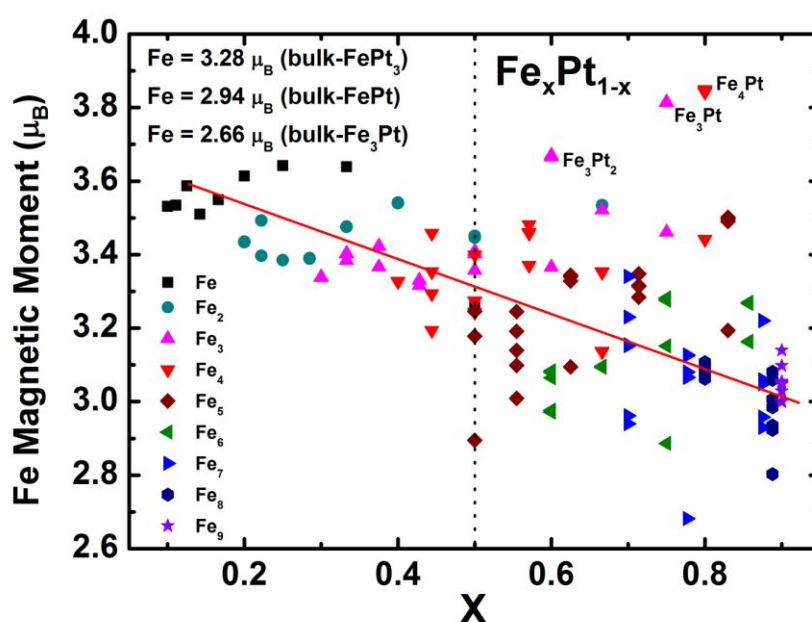 Fe = 3.28 μB (bulk-FePt3)
Fe = 2.94 μB (bulk-FePt)
Fe = 2.66 μB (bulk-Fe3Pt)
FexPt1-x
Fe4Pt
Fe3Pt
Fe3Pt2
Fe Magnetic Moment (μB)
4.0
3.8
3.6
3.4
3.2
3.0
2.8
2.6
Fe
Fe2
Fe3
Fe4
Fe5
Fe6
Fe7
Fe8
Fe9
0.2 0.4 0.6 0.8
X